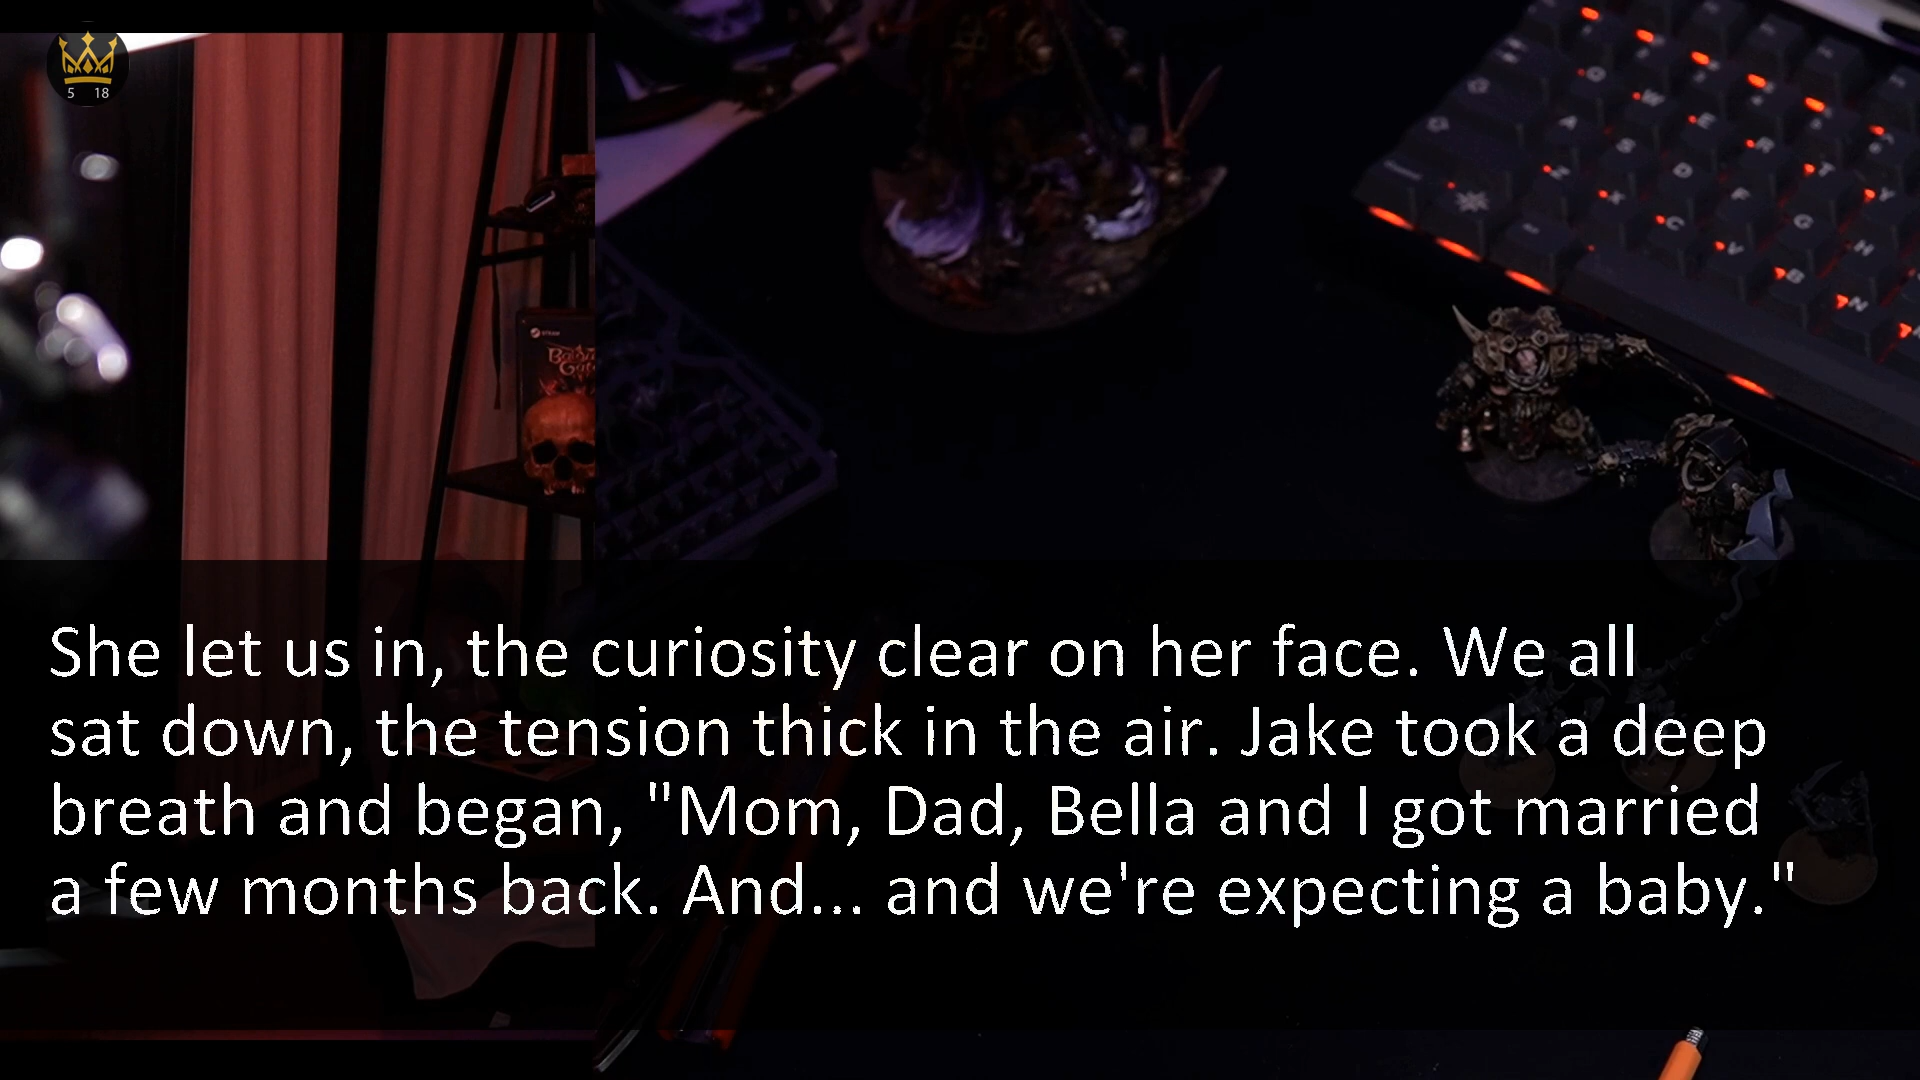 5 18
She let us in, the curiosity clear on her face. We all
sat down, the tension thick in the air. Jake took a deep
breath and began, "Mom, Dad, Bella and I got married
a few months back. And... and we're expecting a baby."
Q
W
E
R
T
Y
A
S
D
F
G
H
Z
X
C
V
B
N